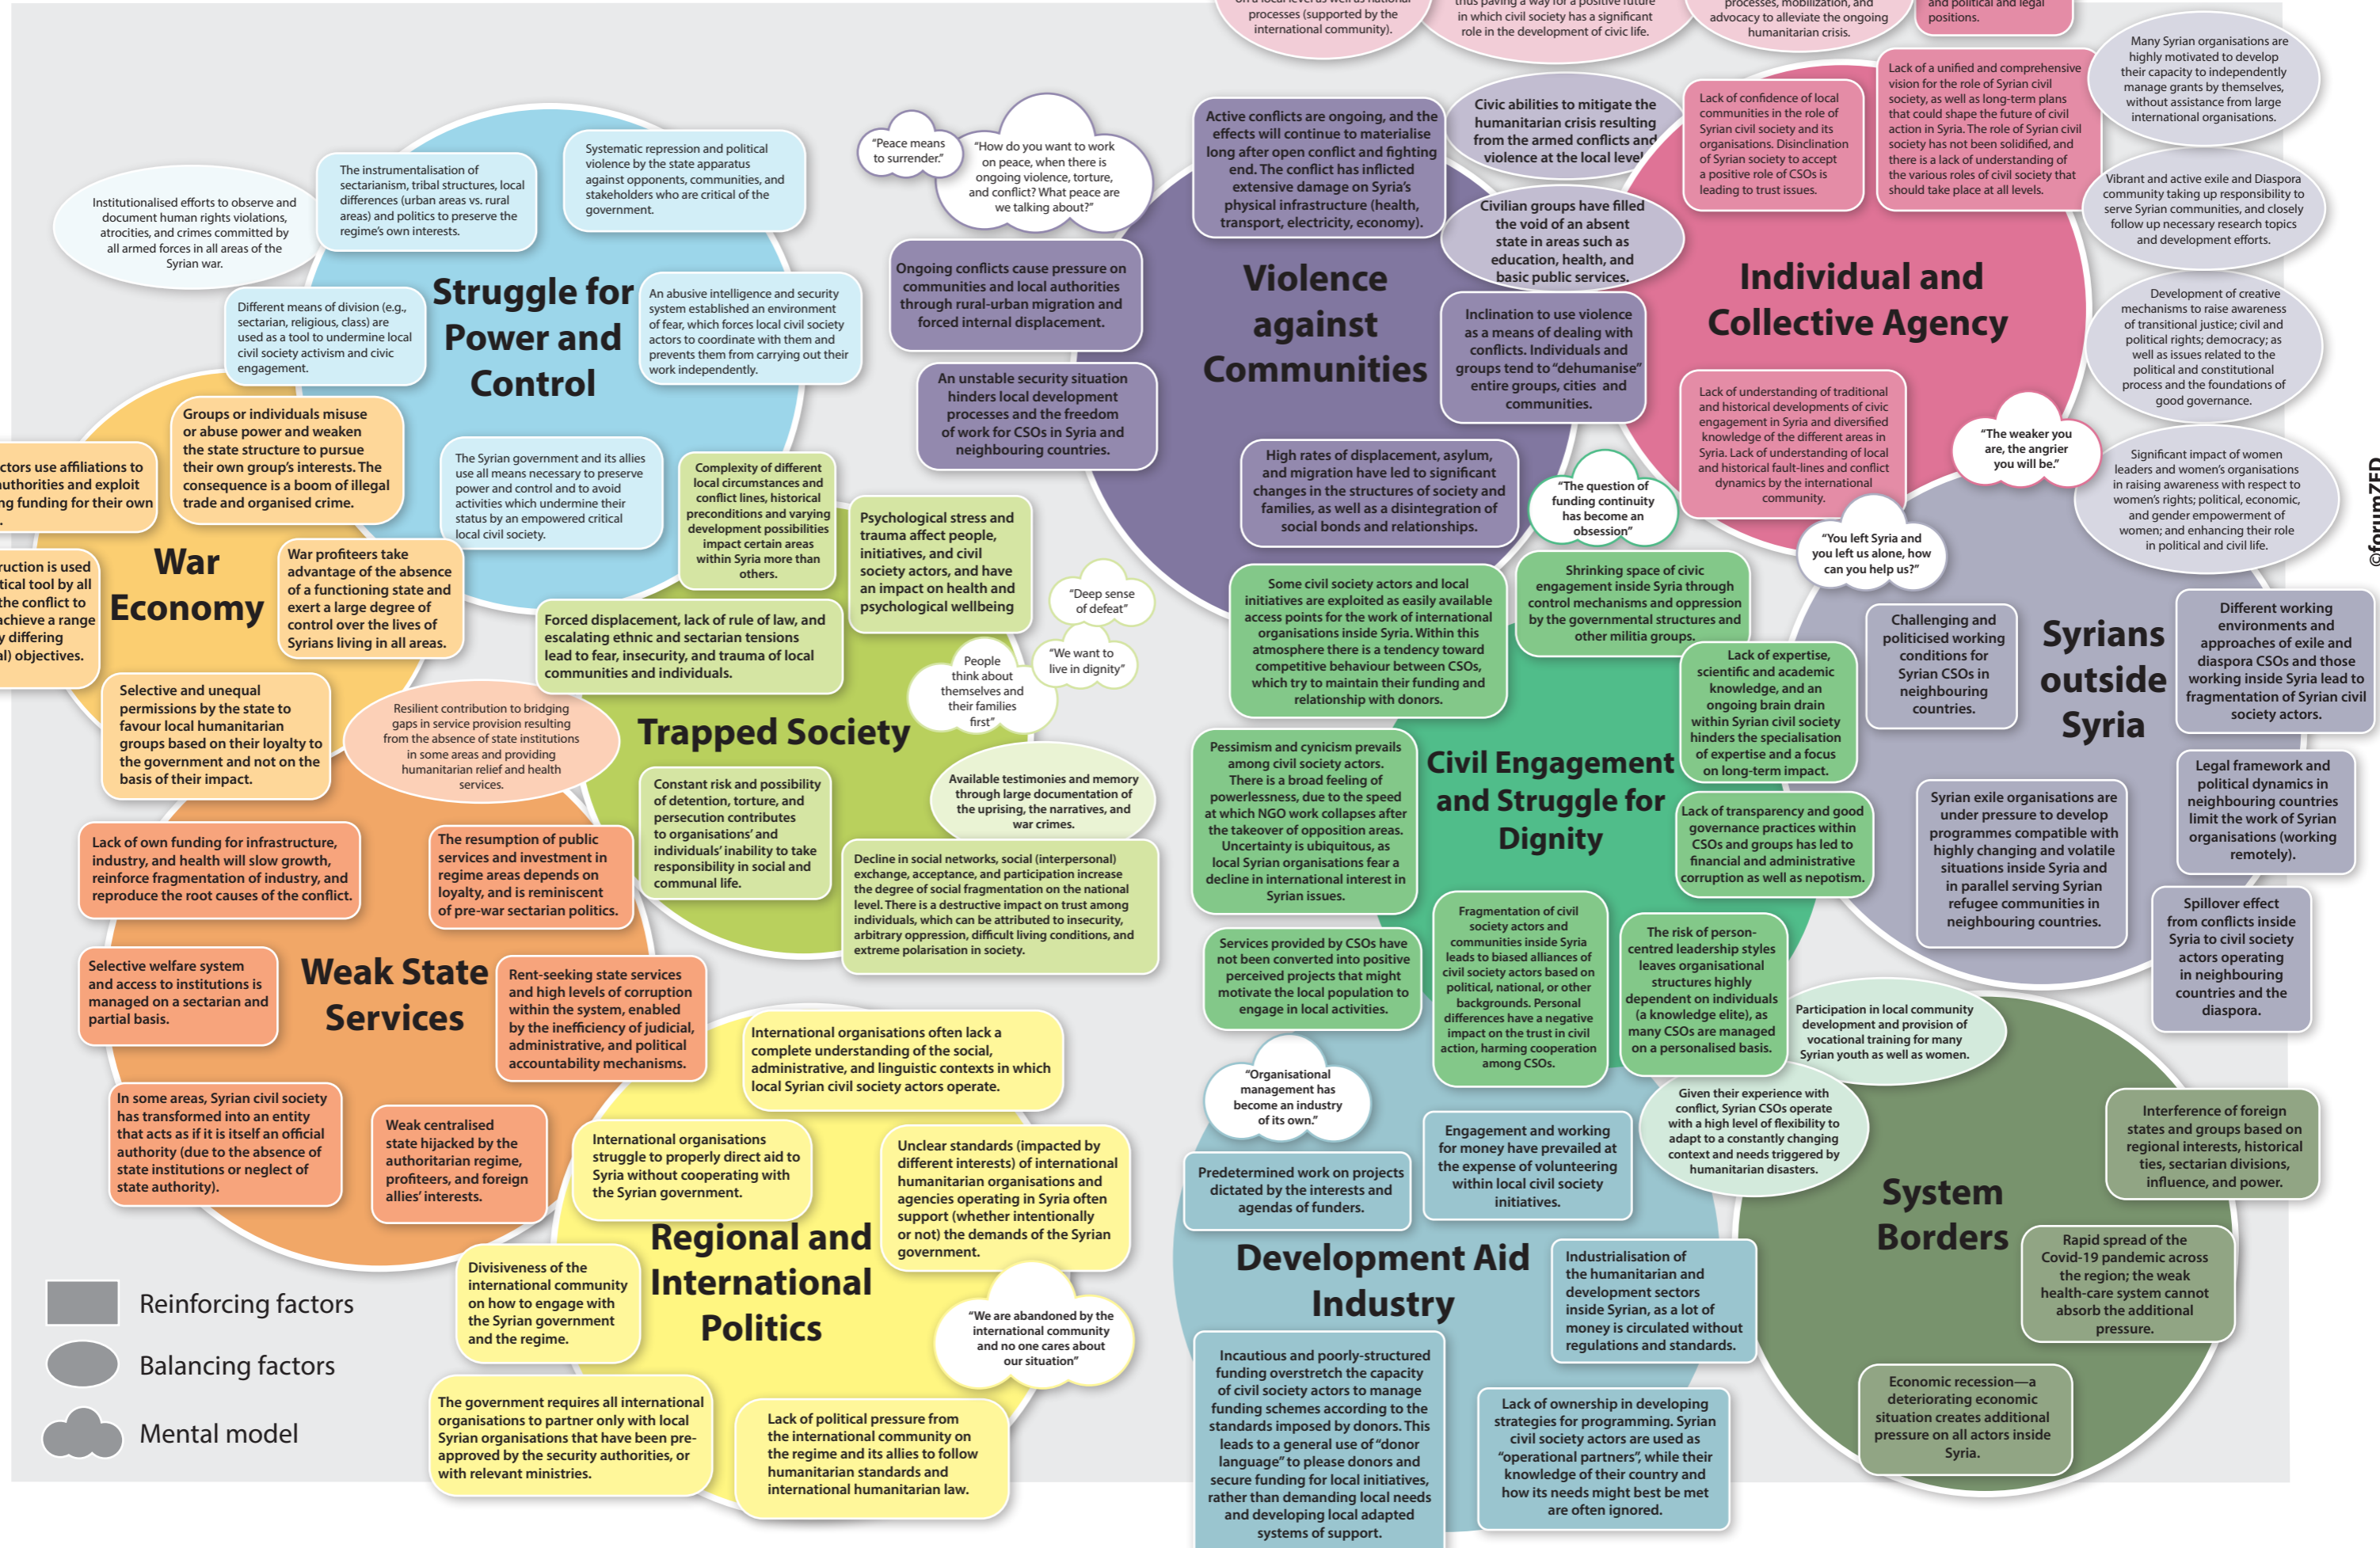 on a local level as well as national
processes (supported by the
international community).
thus paving a way for a positive future
in which civil society has a significant
role in the development of civic life.
processes, mobilization, and
advocacy to alleviate the ongoing
humanitarian crisis.
and political and legal
positions.
Institutionalised efforts to observe and
document human rights violations,
atrocities, and crimes committed by
all armed forces in all areas of the
Syrian war.
The instrumentalisation of
sectarianism, tribal structures, local
differences (urban areas vs. rural
areas) and politics to preserve the
regime's own interests.
Systematic repression and political
violence by the state apparatus
against opponents, communities, and
stakeholders who are critical of the
government.
Different means of division (e.g.,
sectarian, religious, class) are
used as a tool to undermine local
civil society activism and civic
engagement.
Struggle for
Power and
Control
An abusive intelligence and security
system established an environment
of fear, which forces local civil society
actors to coordinate with them and
prevents them from carrying out their
work independently.
The Syrian government and its allies
use all means necessary to preserve
power and control and to avoid
activities which undermine their
status by an empowered critical
local civil society.
ctors use affiliations to
uthorities and exploit
ng funding for their own
.
Groups or individuals misuse
or abuse power and weaken
the state structure to pursue
their own group's interests. The
consequence is a boom of illegal
trade and organised crime.
War
Economy
ruction is used
tical tool by all
the conflict to
achieve a range
y differing
al) objectives.
War profiteers take
advantage of the absence
of a functioning state and
exert a large degree of
control over the lives of
Syrians living in all areas.
Selective and unequal
permissions by the state to
favour local humanitarian
groups based on their loyalty to
the government and not on the
basis of their impact.
Complexity of different
local circumstances and
conflict lines, historical
preconditions and varying
development possibilities
impact certain areas
within Syria more than
others.
Psychological stress and
trauma affect people,
initiatives, and civil
society actors, and have
an impact on health and
psychological wellbeing
Forced displacement, lack of rule of law, and
escalating ethnic and sectarian tensions
lead to fear, insecurity, and trauma of local
communities and individuals.
"Deep sense
of defeat"
"We want to
live in dignity"
People
think about
themselves and
their families
first"
Trapped Society
Constant risk and possibility
of detention, torture, and
persecution contributes
to organisations' and
individuals' inability to take
responsibility in social and
communal life.
Available testimonies and memory
through large documentation of
the uprising, the narratives, and
war crimes.
Decline in social networks, social (interpersonal)
exchange, acceptance, and participation increase
the degree of social fragmentation on the national
level. There is a destructive impact on trust among
individuals, which can be attributed to insecurity,
arbitrary oppression, difficult living conditions, and
extreme polarisation in society.
Resilient contribution to bridging
gaps in service provision resulting
from the absence of state institutions
in some areas and providing
humanitarian relief and health
services.
Lack of own funding for infrastructure,
industry, and health will slow growth,
reinforce fragmentation of industry, and
reproduce the root causes of the conflict.
The resumption of public
services and investment in
regime areas depends on
loyalty, and is reminiscent
of pre-war sectarian politics.
Selective welfare system
and access to institutions is
managed on a sectarian and
partial basis.
Weak State
Services
Rent-seeking state services
and high levels of corruption
within the system, enabled
by the inefficiency of judicial,
administrative, and political
accountability mechanisms.
In some areas, Syrian civil society
has transformed into an entity
that acts as if it is itself an official
authority (due to the absence of
state institutions or neglect of
state authority).
Weak centralised
state hijacked by the
authoritarian regime,
profiteers, and foreign
allies' interests.
International organisations often lack a
complete understanding of the social,
administrative, and linguistic contexts in which
local Syrian civil society actors operate.
International organisations
struggle to properly direct aid to
Syria without cooperating with
the Syrian government.
Unclear standards (impacted by
different interests) of international
humanitarian organisations and
agencies operating in Syria often
support (whether intentionally
or not) the demands of the Syrian
government.
Regional and
International
Politics
Divisiveness of the
international community
on how to engage with
the Syrian government
and the regime.
"We are abandoned by the
international community
and no one cares about
our situation"
The government requires all international
organisations to partner only with local
Syrian organisations that have been pre-
approved by the security authorities, or
with relevant ministries.
Lack of political pressure from
the international community on
the regime and its allies to follow
humanitarian standards and
international humanitarian law.
Reinforcing factors
Balancing factors
Mental model
"Peace means
to surrender."
"How do you want to work
on peace, when there is
ongoing violence, torture,
and conflict? What peace are
we talking about?"
Ongoing conflicts cause pressure on
communities and local authorities
through rural-urban migration and
forced internal displacement.
An unstable security situation
hinders local development
processes and the freedom
of work for CSOs in Syria and
neighbouring countries.
Active conflicts are ongoing, and the
effects will continue to materialise
long after open conflict and fighting
end. The conflict has inflicted
extensive damage on Syria's
physical infrastructure (health,
transport, electricity, economy).
Civic abilities to mitigate the
humanitarian crisis resulting
from the armed conflicts and
violence at the local level
Civilian groups have filled
the void of an absent
state in areas such as
education, health, and
basic public services.
Violence
against
Communities
Inclination to use violence
as a means of dealing with
conflicts. Individuals and
groups tend to "dehumanise"
entire groups, cities and
communities.
High rates of displacement, asylum,
and migration have led to significant
changes in the structures of society and
families, as well as a disintegration of
social bonds and relationships.
Lack of confidence of local
communities in the role of
Syrian civil society and its
organisations. Disinclination
of Syrian society to accept
a positive role of CSOs is
leading to trust issues.
Lack of a unified and comprehensive
vision for the role of Syrian civil
society, as well as long-term plans
that could shape the future of civil
action in Syria. The role of Syrian civil
society has not been solidified, and
there is a lack of understanding of
the various roles of civil society that
should take place at all levels.
Individual and
Collective Agency
Lack of understanding of traditional
and historical developments of civic
engagement in Syria and diversified
knowledge of the different areas in
Syria. Lack of understanding of local
and historical fault-lines and conflict
dynamics by the international
community.
"The weaker you
are, the angrier
you will be."
Many Syrian organisations are
highly motivated to develop
their capacity to independently
manage grants by themselves,
without assistance from large
international organisations.
Vibrant and active exile and Diaspora
community taking up responsibility to
serve Syrian communities, and closely
follow up necessary research topics
and development efforts.
Development of creative
mechanisms to raise awareness
of transitional justice; civil and
political rights; democracy; as
well as issues related to the
political and constitutional
process and the foundations of
good governance.
Significant impact of women
leaders and women's organisations
in raising awareness with respect to
women's rights; political, economic,
and gender empowerment of
women; and enhancing their role
in political and civil life.
©forumZFD
"You left Syria and
you left us alone, how
can you help us?"
Challenging and
politicised working
conditions for
Syrian CSOs in
neighbouring
countries.
Syrians
outside
Syria
Different working
environments and
approaches of exile and
diaspora CSOs and those
working inside Syria lead to
fragmentation of Syrian civil
society actors.
Legal framework and
political dynamics in
neighbouring countries
limit the work of Syrian
organisations (working
remotely).
Syrian exile organisations are
under pressure to develop
programmes compatible with
highly changing and volatile
situations inside Syria and
in parallel serving Syrian
refugee communities in
neighbouring countries.
Spillover effect
from conflicts inside
Syria to civil society
actors operating
in neighbouring
countries and the
diaspora.
"The question of
funding continuity
has become an
obsession"
Some civil society actors and local
initiatives are exploited as easily available
access points for the work of international
organisations inside Syria. Within this
atmosphere there is a tendency toward
competitive behaviour between CSOs,
which try to maintain their funding and
relationship with donors.
Shrinking space of civic
engagement inside Syria through
control mechanisms and oppression
by the governmental structures and
other militia groups.
Lack of expertise,
scientific and academic
knowledge, and an
ongoing brain drain
within Syrian civil society
hinders the specialisation
of expertise and a focus
on long-term impact.
Pessimism and cynicism prevails
among civil society actors.
There is a broad feeling of
powerlessness, due to the speed
at which NGO work collapses after
the takeover of opposition areas.
Uncertainty is ubiquitous, as
local Syrian organisations fear a
decline in international interest in
Syrian issues.
Civil Engagement
and Struggle for
Dignity
Lack of transparency and good
governance practices within
CSOs and groups has led to
financial and administrative
corruption as well as nepotism.
Services provided by CSOs have
not been converted into positive
perceived projects that might
motivate the local population to
engage in local activities.
Fragmentation of civil
society actors and
communities inside Syria
leads to biased alliances of
civil society actors based on
political, national, or other
backgrounds. Personal
differences have a negative
impact on the trust in civil
action, harming cooperation
among CSOs.
The risk of person-
centred leadership styles
leaves organisational
structures highly
dependent on individuals
(a knowledge elite), as
many CSOs are managed
on a personalised basis.
Participation in local community
development and provision of
vocational training for many
Syrian youth as well as women.
Given their experience with
conflict, Syrian CSOs operate
with a high level of flexibility to
adapt to a constantly changing
context and needs triggered by
humanitarian disasters.
"Organisational
management has
become an industry
of its own."
Predetermined work on projects
dictated by the interests and
agendas of funders.
Engagement and working
for money have prevailed at
the expense of volunteering
within local civil society
initiatives.
Development Aid
Industry
Industrialisation of
the humanitarian and
development sectors
inside Syrian, as a lot of
money is circulated without
regulations and standards.
Incautious and poorly-structured
funding overstretch the capacity
of civil society actors to manage
funding schemes according to the
standards imposed by donors. This
leads to a general use of "donor
language" to please donors and
secure funding for local initiatives,
rather than demanding local needs
and developing local adapted
systems of support.
Lack of ownership in developing
strategies for programming. Syrian
civil society actors are used as
"operational partners", while their
knowledge of their country and
how its needs might best be met
are often ignored.
System
Borders
Interference of foreign
states and groups based on
regional interests, historical
ties, sectarian divisions,
influence, and power.
Rapid spread of the
Covid-19 pandemic across
the region; the weak
health-care system cannot
absorb the additional
pressure.
Economic recession—a
deteriorating economic
situation creates additional
pressure on all actors inside
Syria.